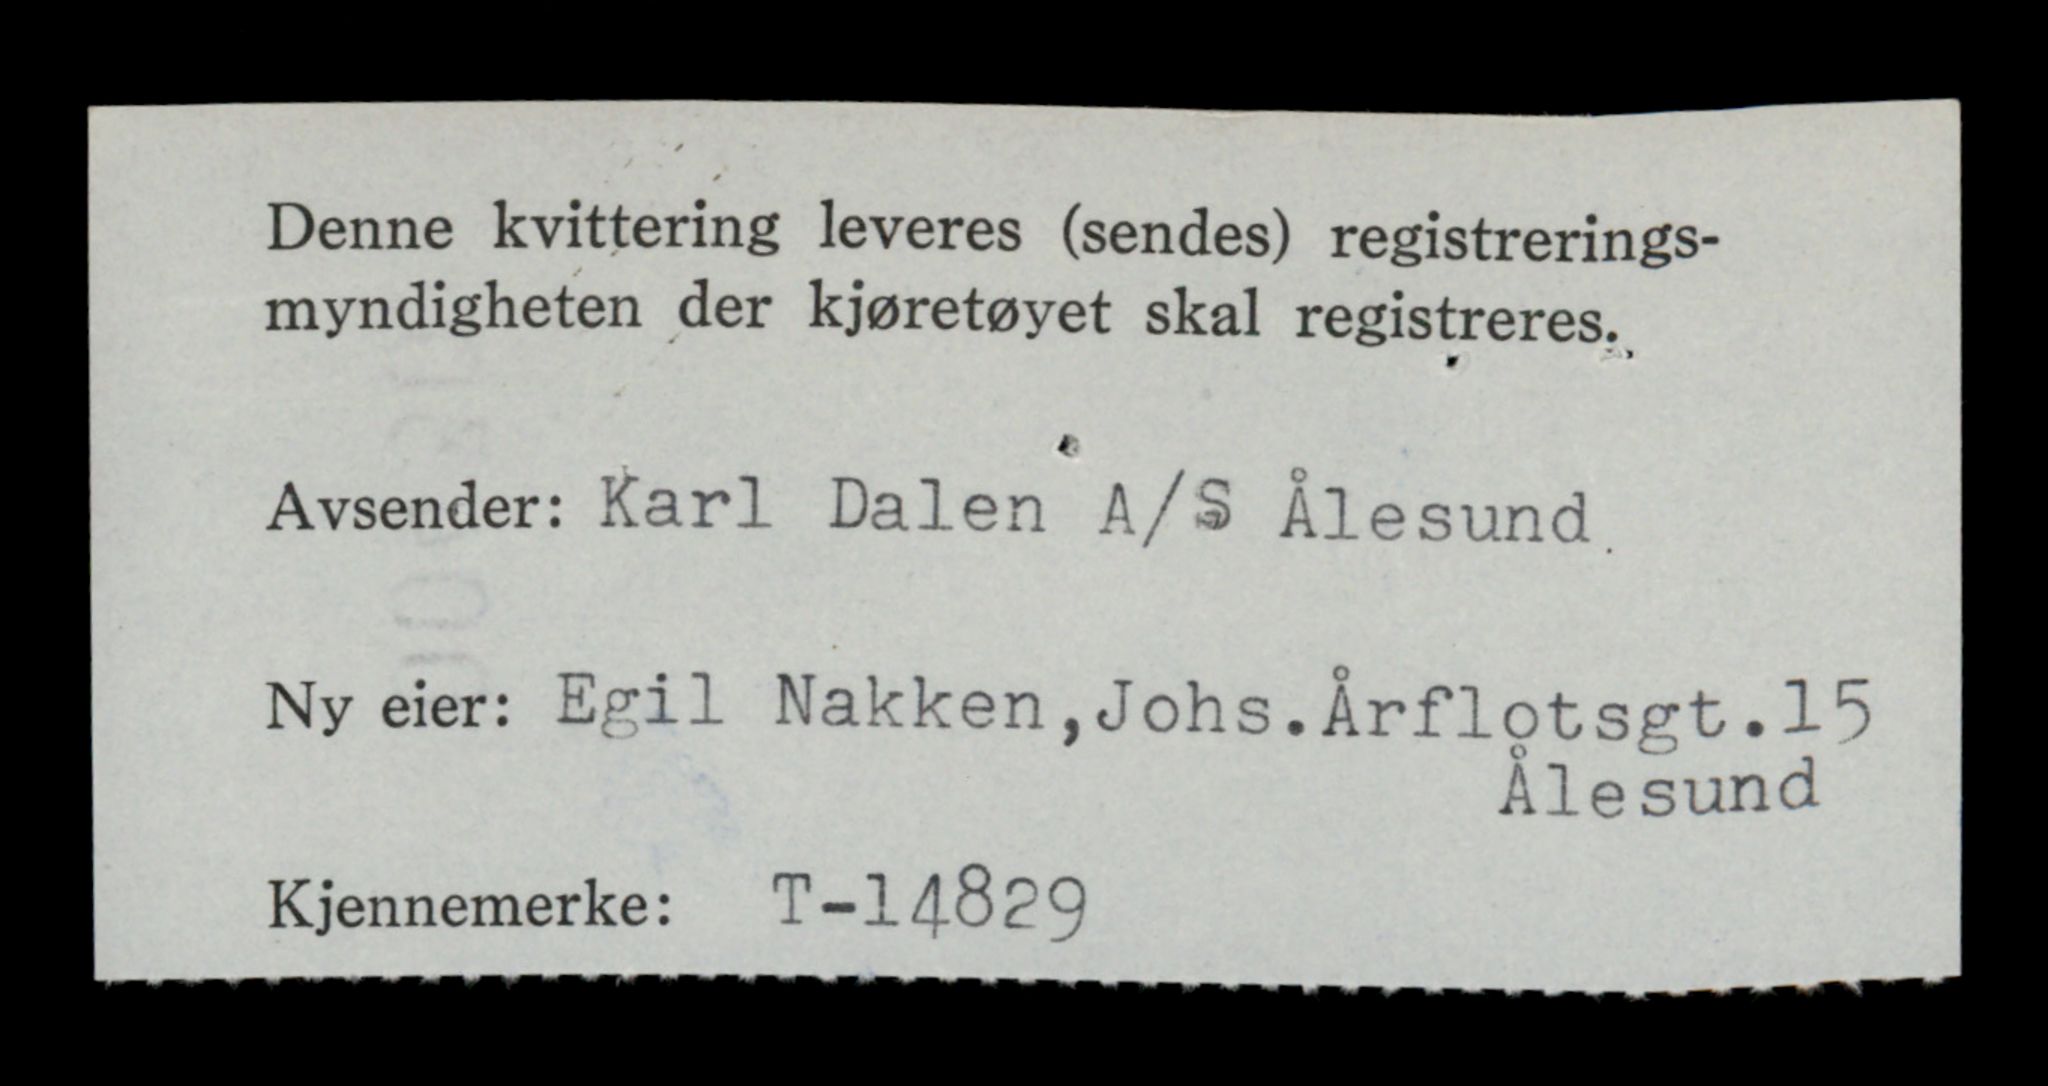 Denne kvittering leveres (sendes) registrerings-
myndigheten der kjøretøyet skal registreres.
Avsender: Karl Dalen A/S Ålesund.
Ny eier: Egil Nakken,Johs.Årflotsgt.15
Ålesund
Kjennemerke: T-14829